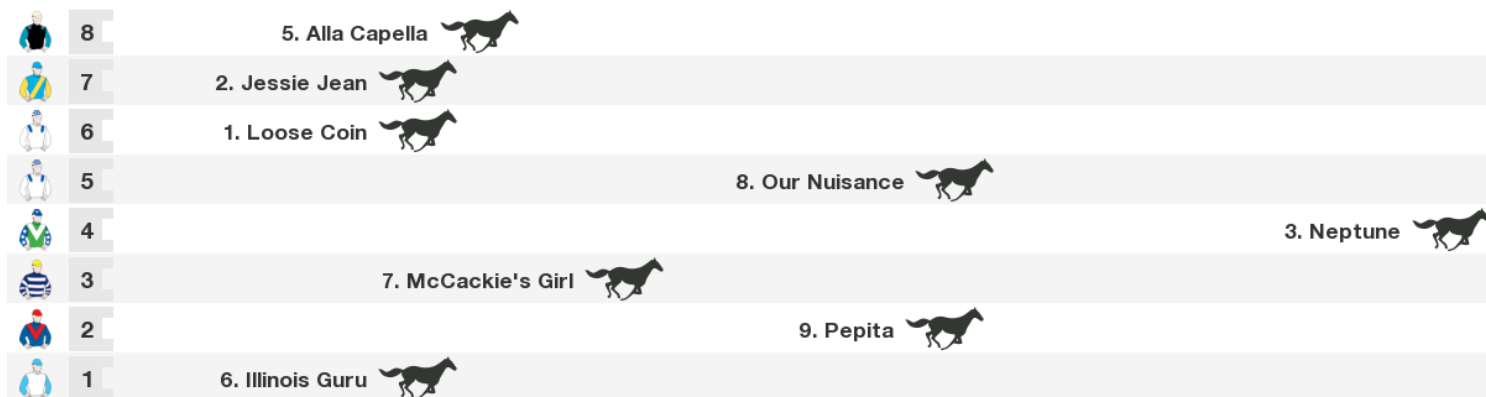 8 5. Alla Capella
7 2. Jessie Jean
6 1. Loose Coin
5 8. Our Nuisance
4 3. Neptune
3 7. McCackie's Girl
2 9. Pepita
1 6. Illinois Guru